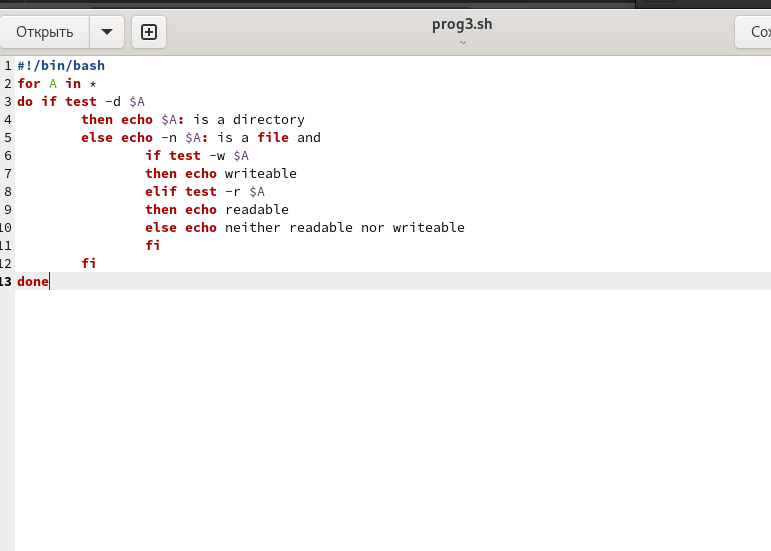 Открыть
prog3.sh
~
Со
1 #!/bin/bash
2 for A in *
3 do if test -d $A
4 then echo $A: is a directory
5 else echo -n $A: is a file and
6 if test -w $A
7 then echo writeable
8 elif test -r $A
9 then echo readable
10 else echo neither readable nor writeable
11 fi
12 fi
13 done